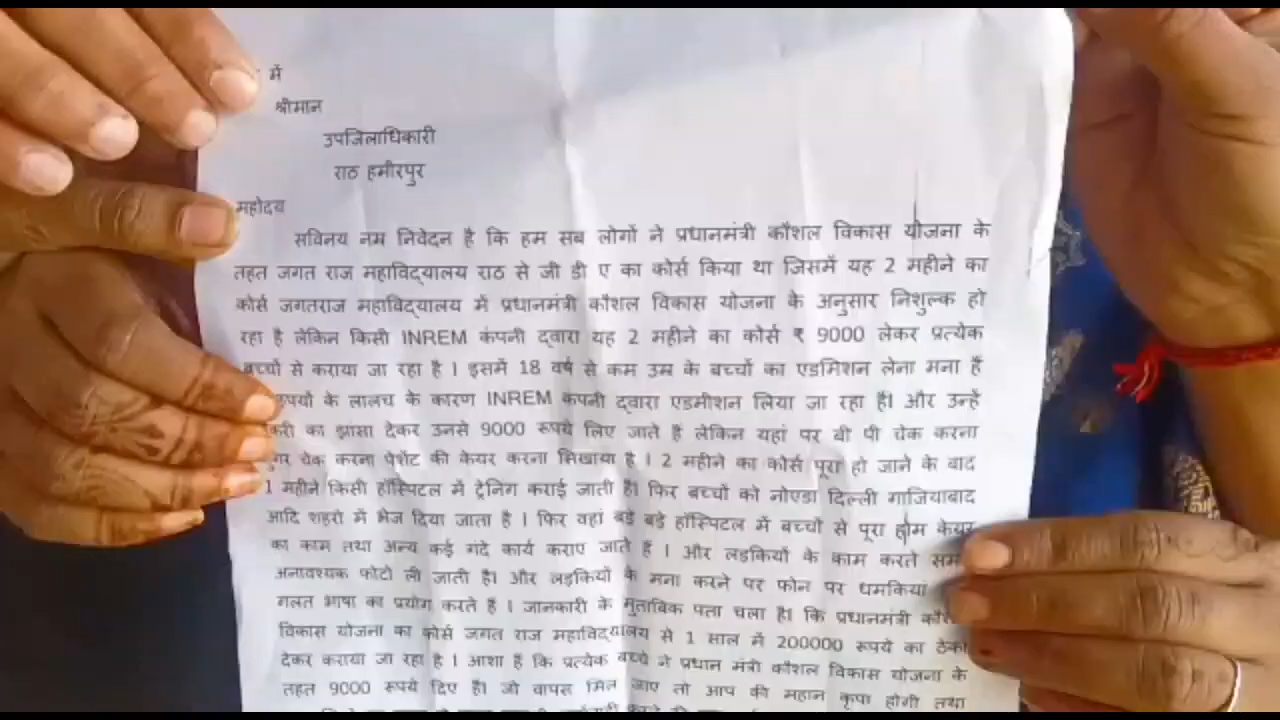 में
श्रीमान
उपजिलाधिकारी
राठ हमीरपुर
महोदय
सविनय नम्र निवेदन है कि हम सब लोगों ने प्रधानमंत्री कौशल विकास योजना के
तहत जगत राज महाविद्यालय राठ से जी डी ए का कोर्स किया था जिसमें यह 2 महीने का
कोर्स जगतराज महाविद्यालय में प्रधानमंत्री कौशल विकास योजना के अनुसार निशुल्क हो
रहा है लेकिन किसी INREM कंपनी द्वारा यह 2 महीने का कोर्स ₹ 9000 लेकर प्रत्येक
बच्चों से कराया जा रहा है । इसमें 18 वर्ष से कम उम्र के बच्चों का एडमिशन लेना मना है
के लालच के कारण INREM कंपनी द्वारा एडमीशन लिया जा रहा है। और उन्हें
का झांसा देकर उनसे 9000 रूपये लिए जाते हैं लेकिन यहां पर बी पी चेक करना
चेक करना पेशेंट की केयर करना सिखाया है । 2 महीने का कोर्स पूरा हो जाने के बाद
1 महीने किसी हॉस्पिटल में ट्रेनिंग कराई जाती है। फिर बच्चों को नोएडा दिल्ली गाजियाबाद
आदि शहरो में भेज दिया जाता है । फिर वहां बड़े बड़े हॉस्पिटल में बच्चों से पूरा होम केयर
का काम तथा अन्य कई गंदे कार्य कराए जाते हैं । और लड़कियों के काम करते
अनावश्यक फोटो ली जाती है। और लड़कियों के मना करने पर फोन पर धमकियां
गलत भाषा का प्रयोग करते हैं । जानकारी के मुताबिक पता चला है। कि प्रधानमंत्री
विकास योजना का कोर्स जगत राज महाविद्यालय से 1 साल में 200000 रूपये का ठेका
देकर कराया जा रहा है । आशा है कि प्रत्येक बच्चे ने प्रधान मंत्री कौशल विकास योजना के
तहत 9000 रूपये दिए है। जो वापस मिल जाए तो आप की महान कृपा होगी तथा